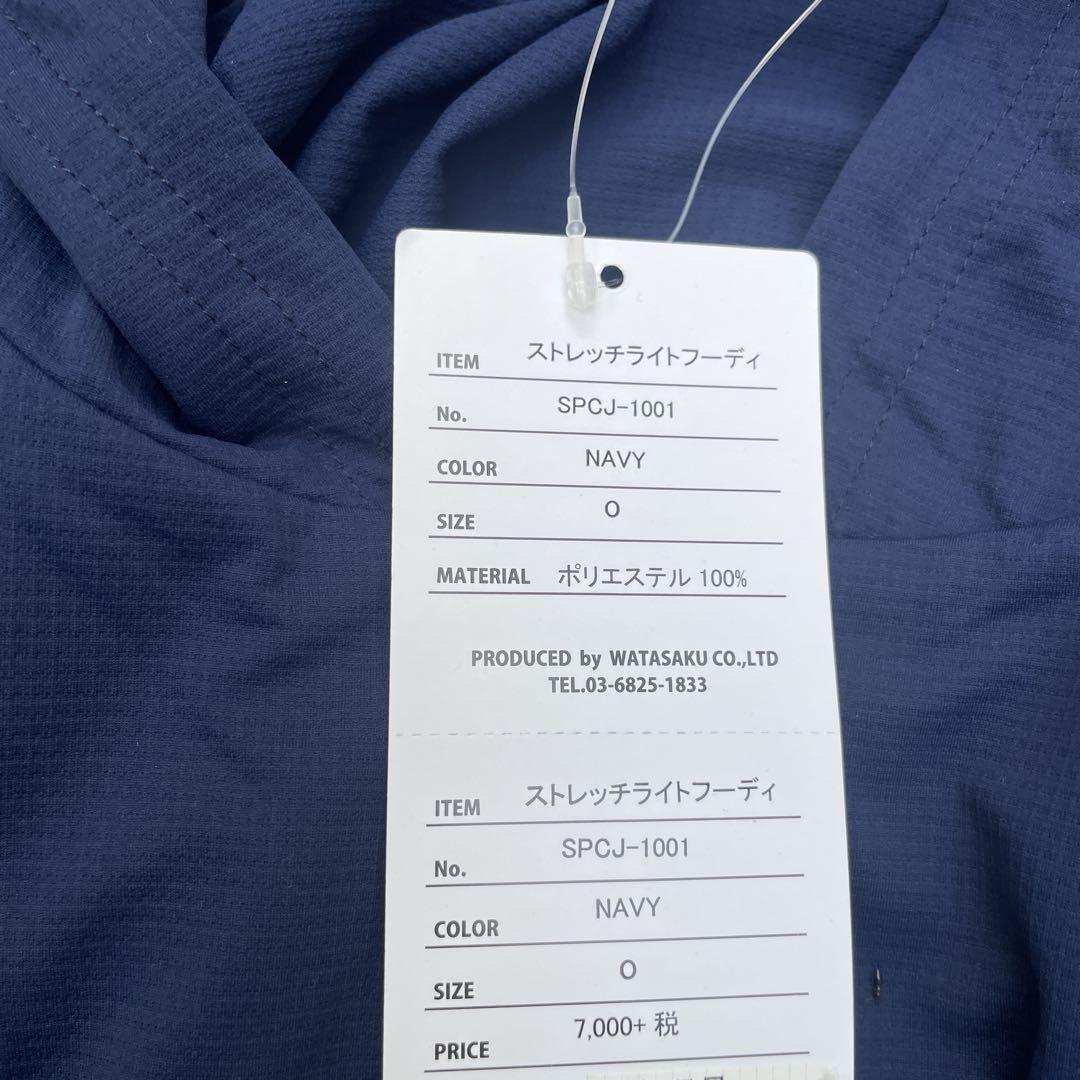 ITEM ストレッチライトフーディ
No. SPCJ-1001
COLOR NAVY
SIZE O
MATERIAL ポリエステル 100%
PRODUCED by WATASAKU CO.,LTD
TEL.03-6825-1833
ITEM ストレッチライトフーディ
No. SPCJ-1001
COLOR NAVY
SIZE O
PRICE 7,000+ 税